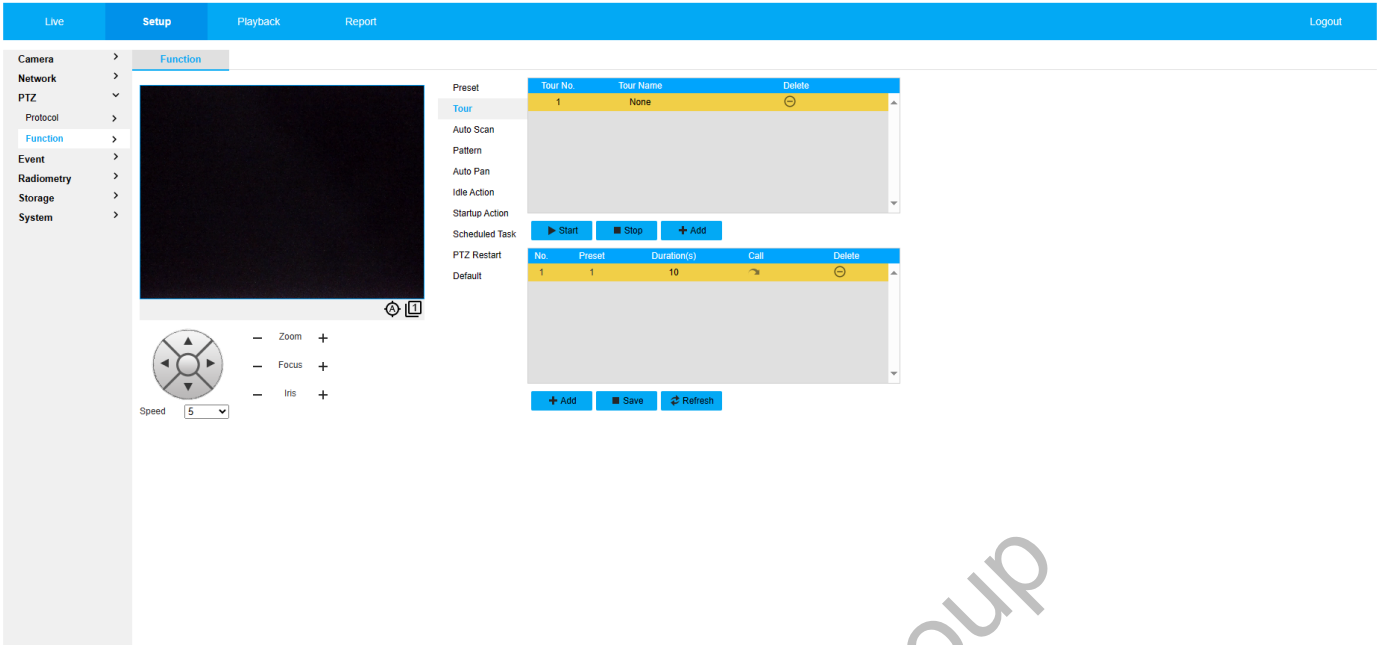 Live Setup Playback Report Logout
Camera
Network
PTZ
Protocol
Function
Event
Radiometry
Storage
System
Function
A 1
Zoom
Focus
Iris
Speed 5
Preset
Tour
Auto Scan
Pattern
Auto Pan
Idle Action
Startup Action
Scheduled Task
PTZ Restart
Default
Tour No. Tour Name Delete
1 None
Start Stop Add
No. Preset Duration(s) Call Delete
1 1 10
Add Save Refresh